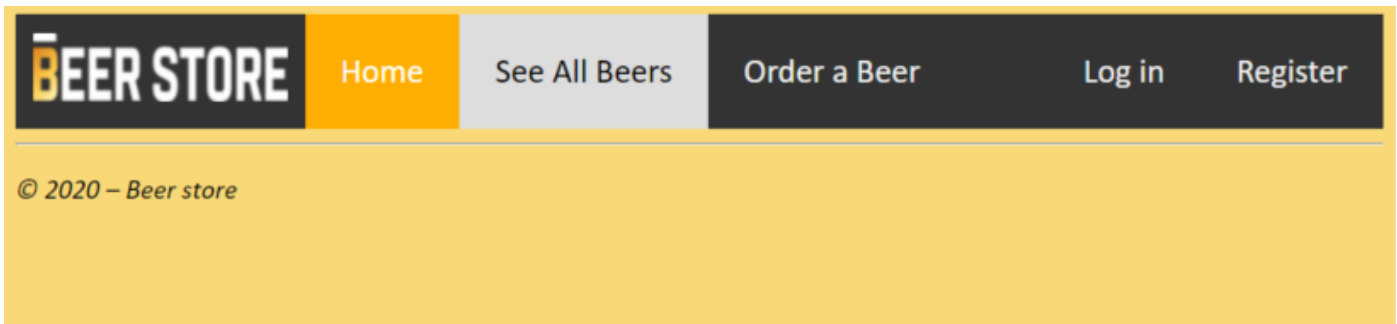 BEER STORE Home See All Beers Order a Beer Log in Register
© 2020 – Beer store